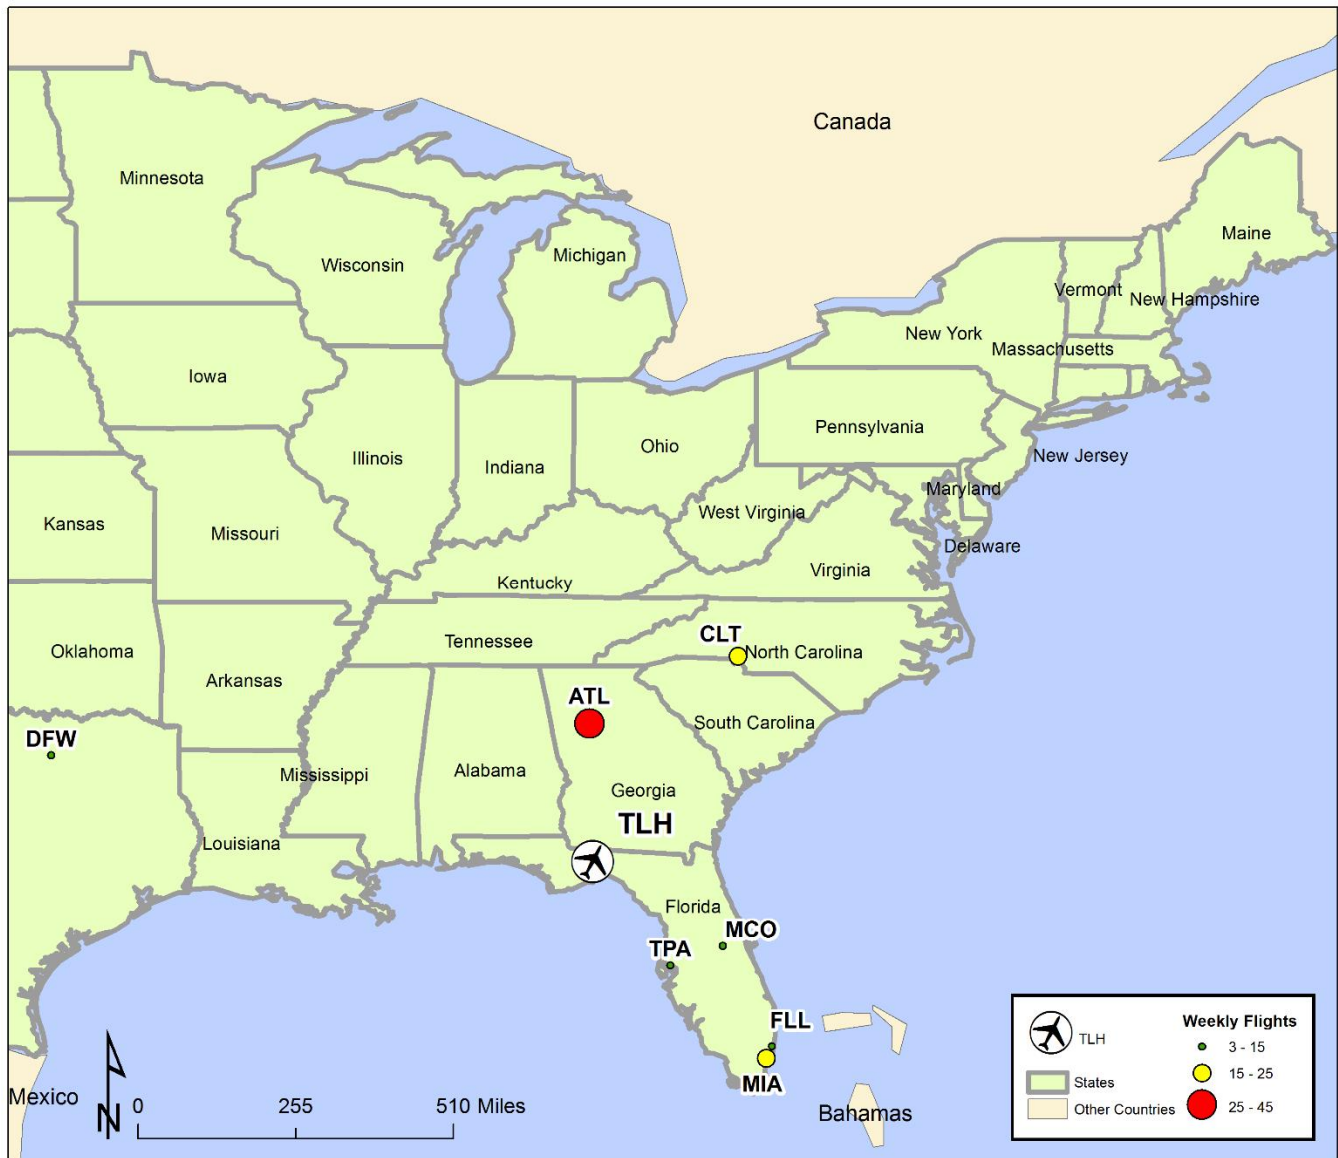 Canada
Minnesota
Maine
Michigan
Wisconsin
Vermont
New Hampshire
New York
Massachusetts
Iowa
Pennsylvania
Ohio
New Jersey
Illinois
Indiana
Maryland
West Virginia
Kansas
Missouri
Delaware
Virginia
Kentucky
CLT
Tennessee
North Carolina
Oklahoma
Arkansas
ATL
South Carolina
DFW
Mississippi
Alabama
Georgia
TLH
Louisiana
Florida
MCO
TPA
FLL
MIA
Mexico
N
0 255 510 Miles
Bahamas
TLH
States
Other Countries
Weekly Flights
3 - 15
15 - 25
25 - 45